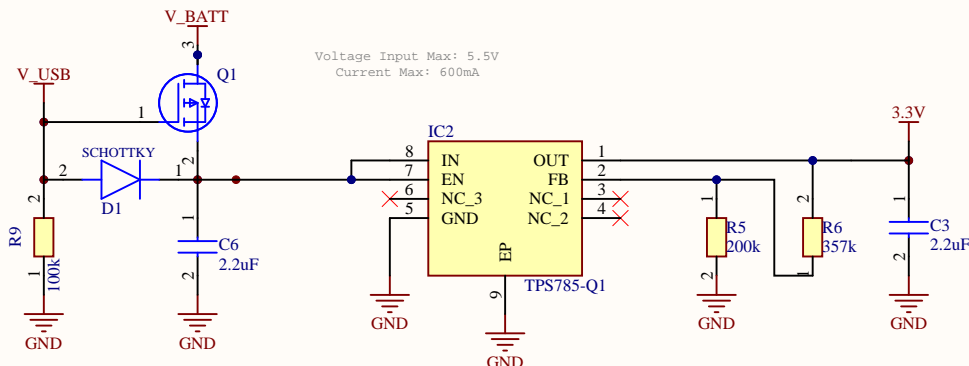 V_BATT
3
Voltage Input Max: 5.5V
Current Max: 600mA
V_USB
Q1
1
2
SCHOTTKY
2
1
D1
2
R9
1
100k
GND
1
C6
2.2uF
2
GND
IC2
8 IN OUT 1
7 EN FB 2
6 NC_3 NC_1 3
5 GND NC_2 4
EP
TPS785-Q1
9
GND
GND
3.3V
1
R5
200k
2
GND
2
R6
357k
1
1
C3
2.2uF
2
GND